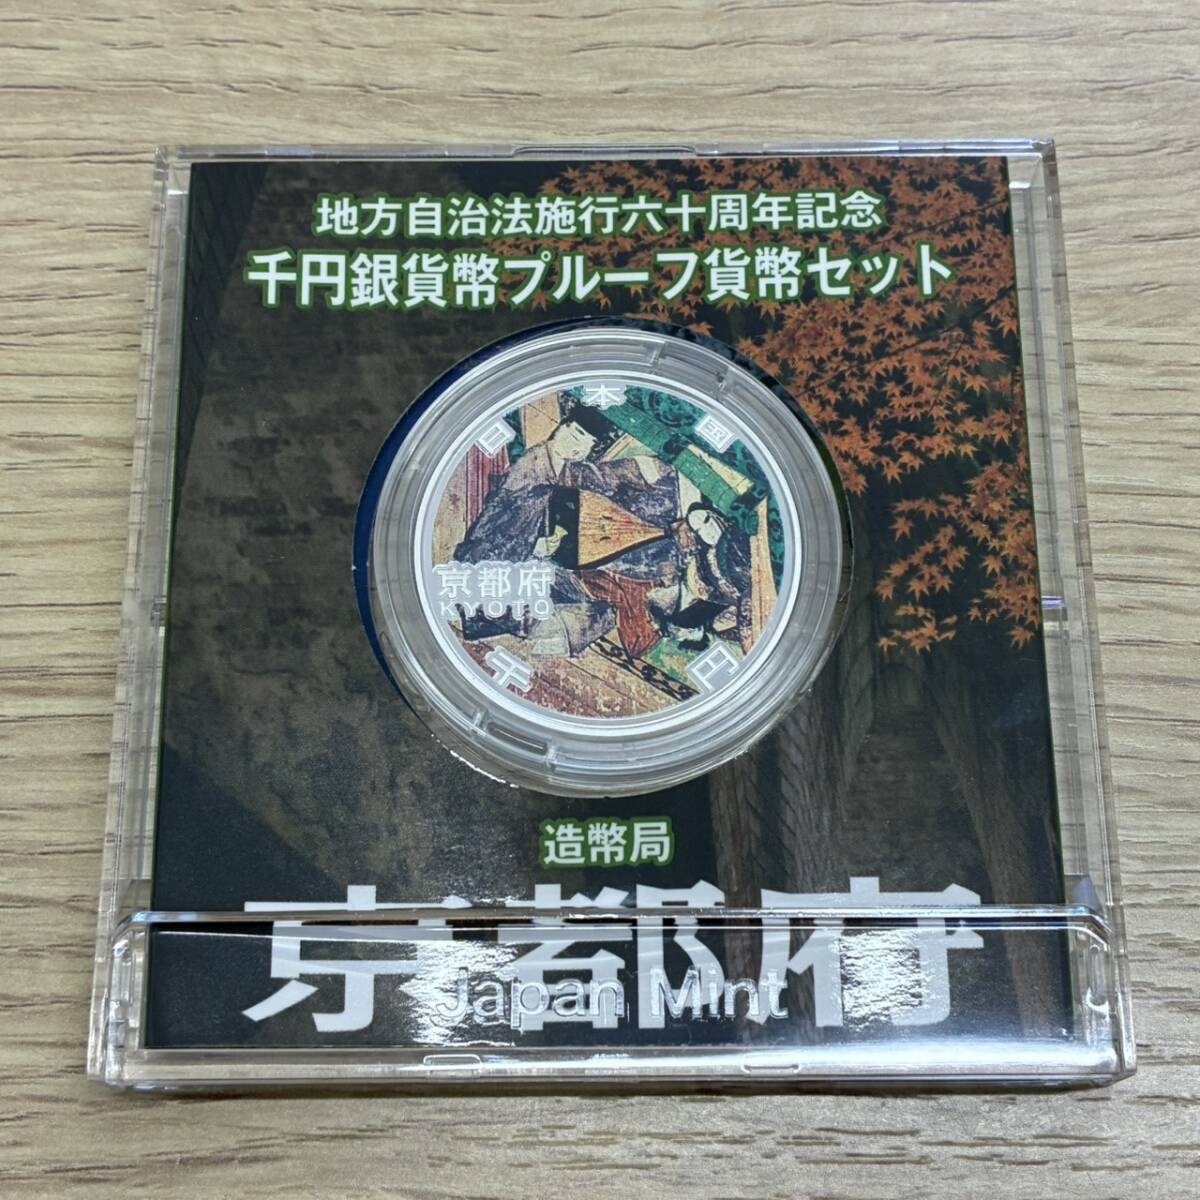 地方自治法施行六十周年記念
千円銀貨幣プルーフ貨幣セット
日本国
京都府
KYOTO
千円
造幣局
京都府
Japan Mint